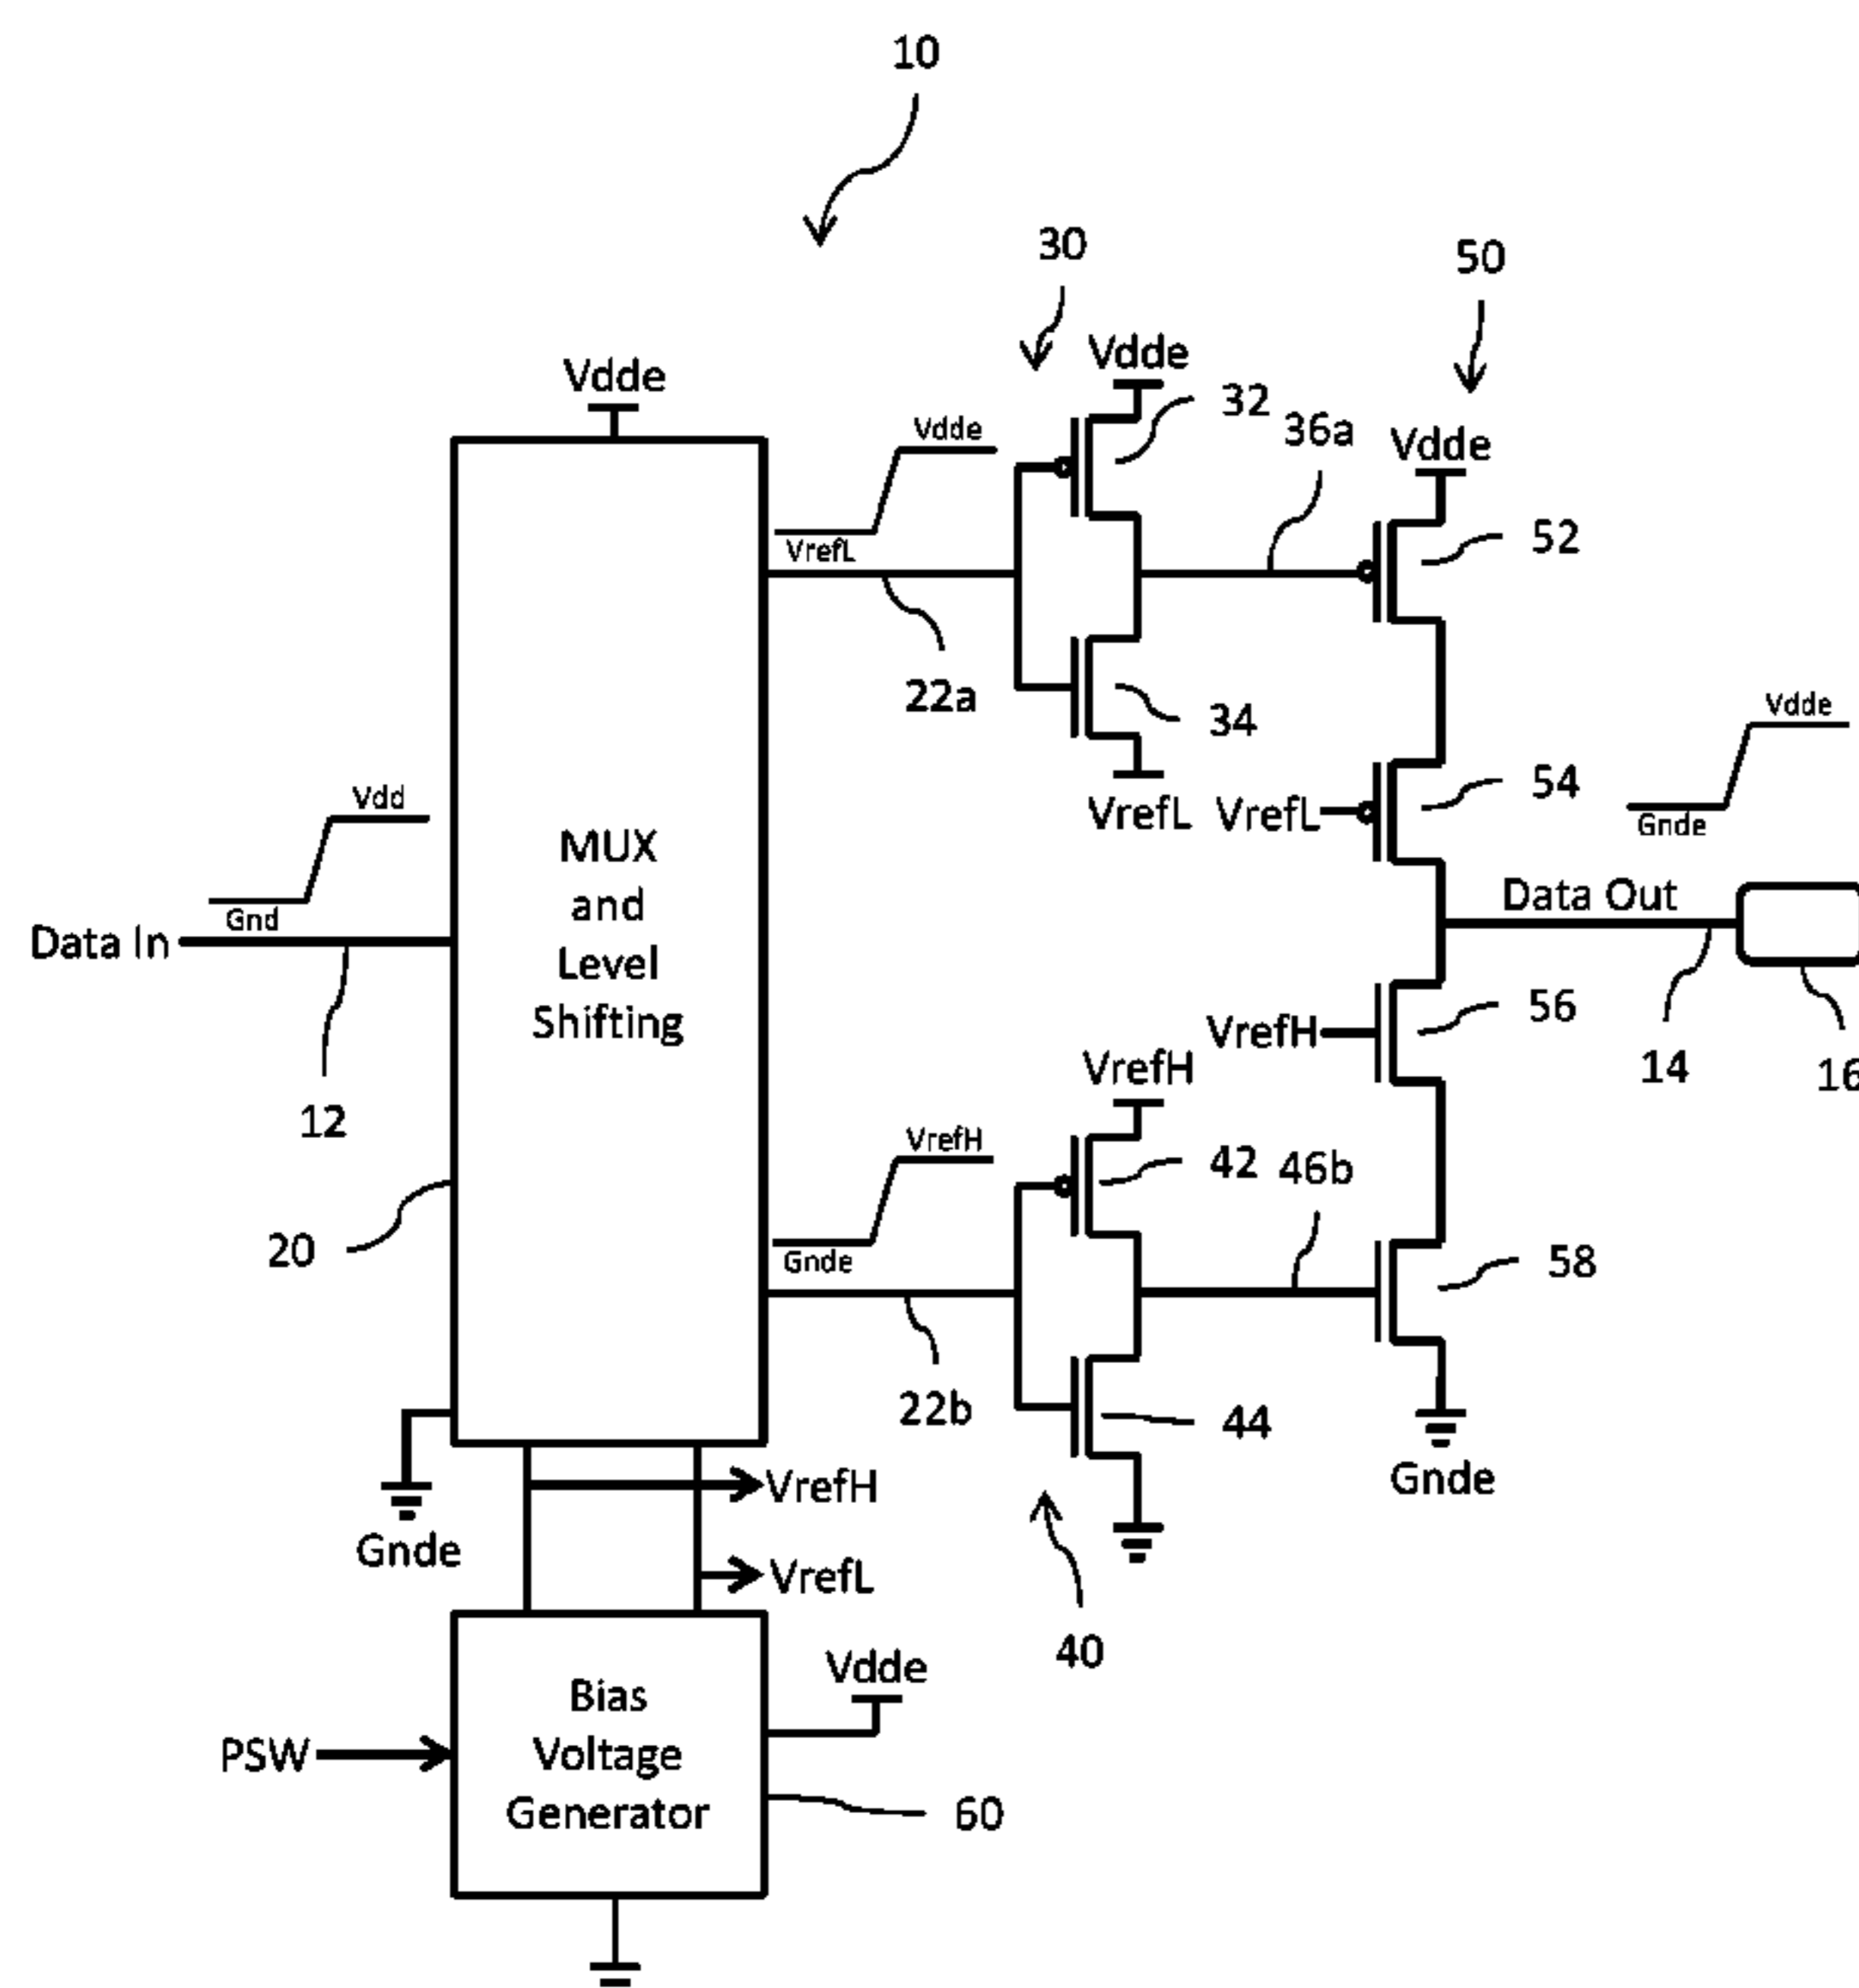 10
30
50
Vdde
Vdde
32
36a
Vdde
Vdde
VrefL
52
22a
34
Vdde
Gnde
VrefL
VrefL
54
Vdd
Gnd
Data In
MUX
and
Level
Shifting
Data Out
12
VrefH
56
14
16
VrefH
VrefH
Gnde
42
46b
20
58
22b
44
Gnde
VrefH
VrefL
Gnde
40
Vdde
Bias
Voltage
Generator
PSW
60